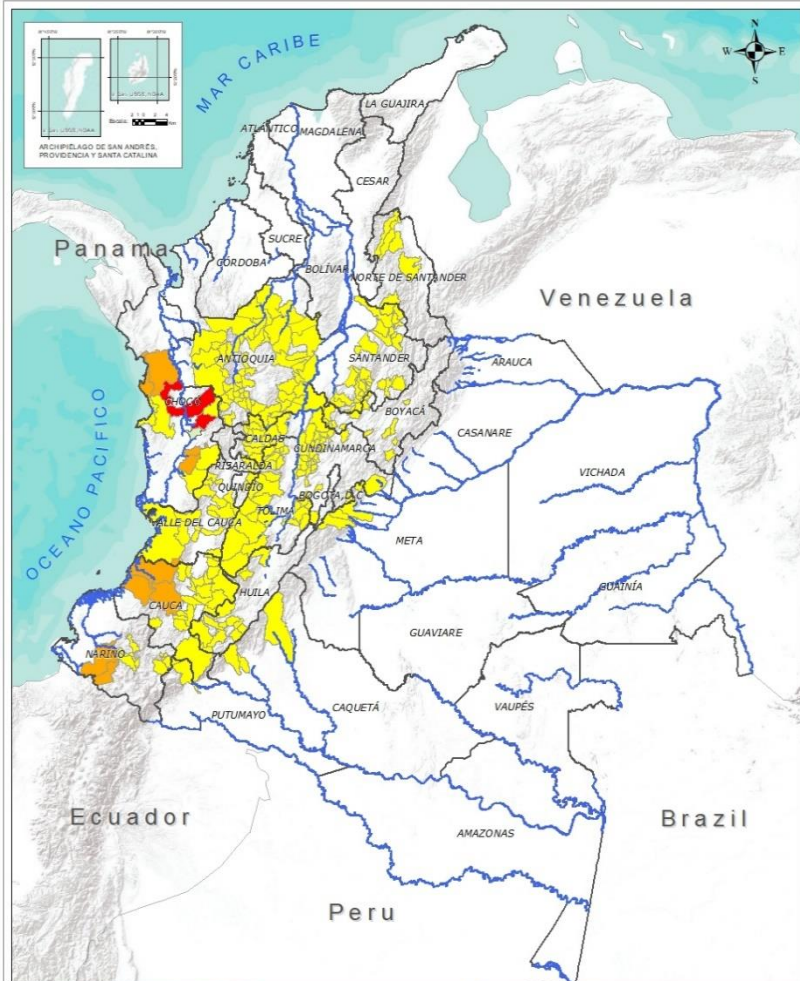 N
W E
S
MAR CARIBE
Escala
Km
ARCHIPIÉLAGO DE SAN ANDRÉS,
PROVIDENCIA Y SANTA CATALINA
LA GUAJIRA
ATLÁNTICO
MAGDALENA
CESAR
SUCRE
Panama
CÓRDOBA
BOLÍVAR
NORTE DE SANTANDER
Venezuela
ANTIOQUIA
SANTANDER
ARAUCA
CHOCÓ
BOYACÁ
OCEANO PACIFICO
CALDAS
CUNDINAMARCA
CASANARE
RISARALDA
VICHADA
QUINDÍO
BOGOTÁ, D.C.
TOLIMA
VALLE DEL CAUCA
META
HUILA
GUAINÍA
CAUCA
GUAVIARE
NARIÑO
CAQUETÁ
VAUPÉS
PUTUMAYO
Ecuador
Brazil
AMAZONAS
Peru